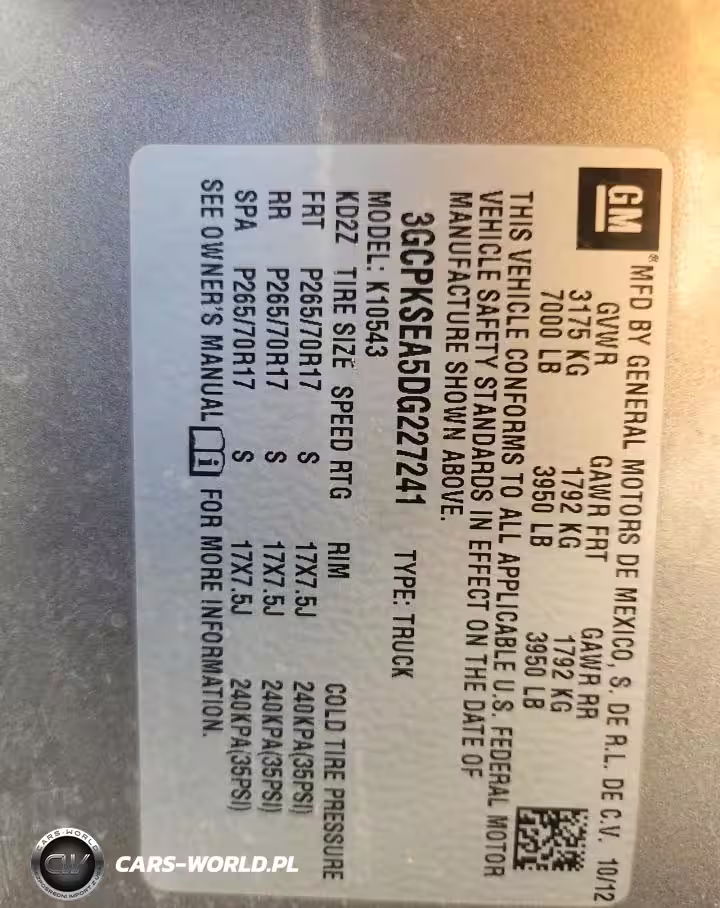 GM
® MFD BY GENERAL MOTORS DE MEXICO, S. DE R.L. DE C.V. 10/12
GVWR GAWR FRT GAWR RR
3175 KG 1792 KG 1792 KG
7000 LB 3950 LB 3950 LB
THIS VEHICLE CONFORMS TO ALL APPLICABLE U.S. FEDERAL MOTOR
VEHICLE SAFETY STANDARDS IN EFFECT ON THE DATE OF
MANUFACTURE SHOWN ABOVE.
3GCPKSEA5DG227241 TYPE: TRUCK
MODEL: K10543
KD2Z TIRE SIZE SPEED RTG RIM COLD TIRE PRESSURE
FRT P265/70R17 S 17X7.5J 240KPA(35PSI)
RR P265/70R17 S 17X7.5J 240KPA(35PSI)
SPA P265/70R17 S 17X7.5J 240KPA(35PSI)
SEE OWNER'S MANUAL i FOR MORE INFORMATION.
CARS-WORLD
CW
CARS-WORLD.PL